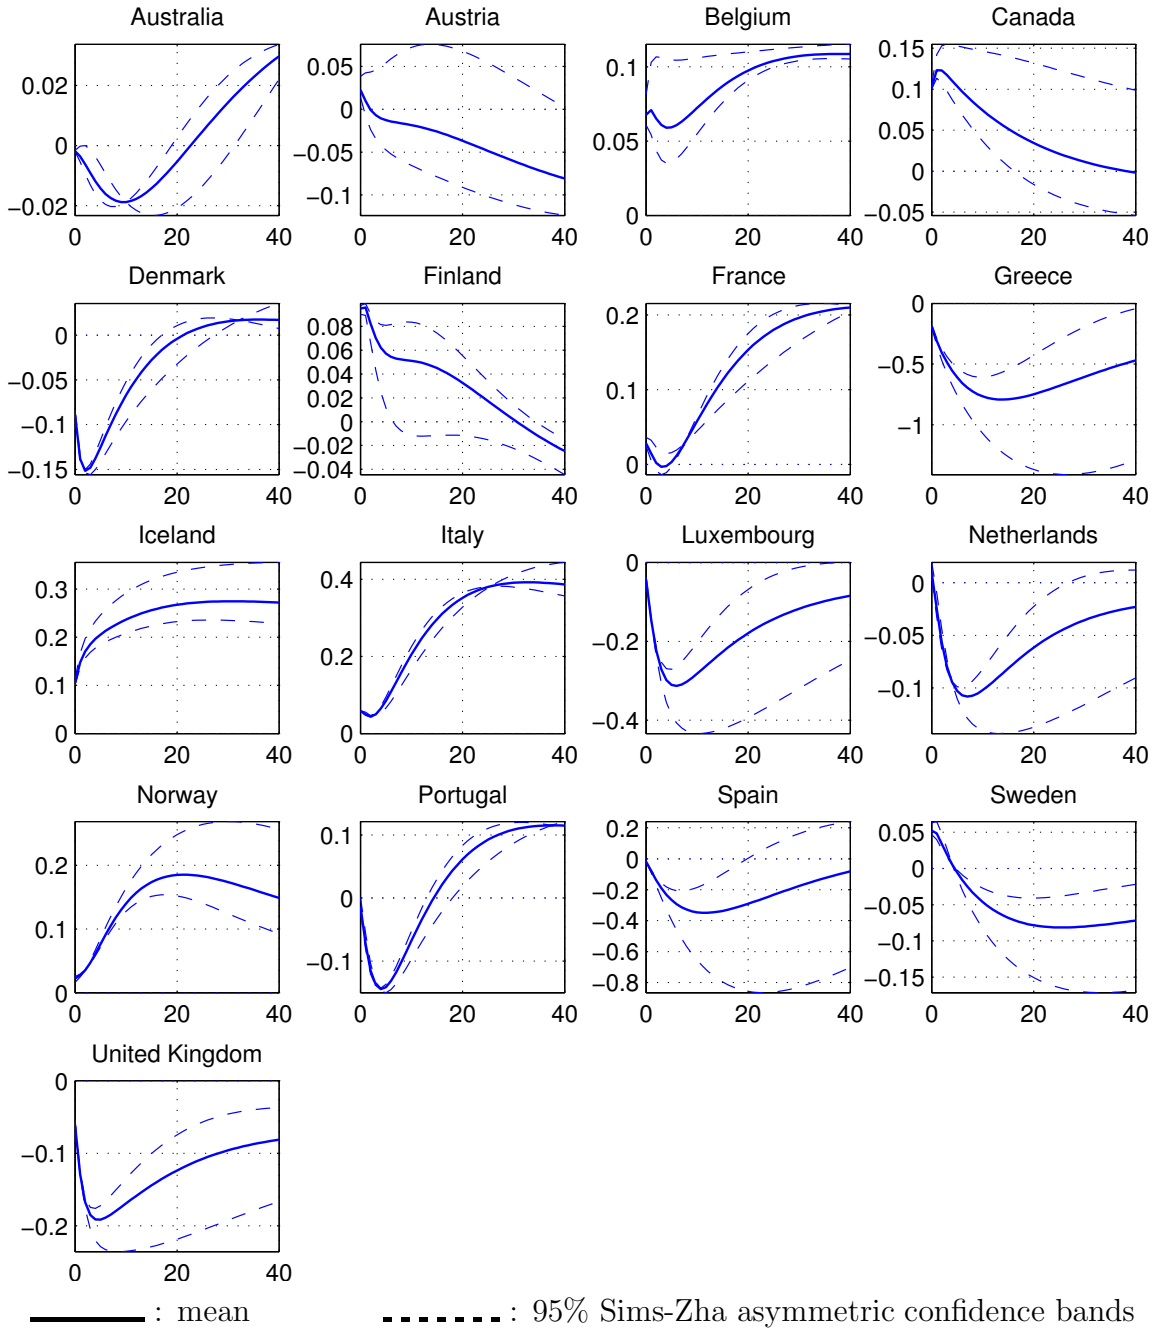 Australia Austria Belgium Canada
0.02 0 −0.02 0 20 40
0.05 0 −0.05 −0.1 0 20 40
0.1 0.05 0 0 20 40
0.15 0.1 0.05 0 −0.05 0 20 40
Denmark Finland France Greece
0 −0.05 −0.1 −0.15 0 20 40
0.08 0.06 0.04 0.02 0 −0.02 −0.04 0 20 40
0.2 0.1 0 0 20 40
0 −0.5 −1 0 20 40
Iceland Italy Luxembourg Netherlands
0.3 0.2 0.1 0 0 20 40
0.4 0.2 0 0 20 40
0 −0.2 −0.4 0 20 40
0 −0.05 −0.1 0 20 40
Norway Portugal Spain Sweden
0.2 0.1 0 0 20 40
0.1 0 −0.1 0 20 40
0.2 0 −0.2 −0.4 −0.6 −0.8 0 20 40
0.05 0 −0.05 −0.1 −0.15 0 20 40
United Kingdom
0 −0.1 −0.2 0 20 40
: mean : 95% Sims-Zha asymmetric confidence bands